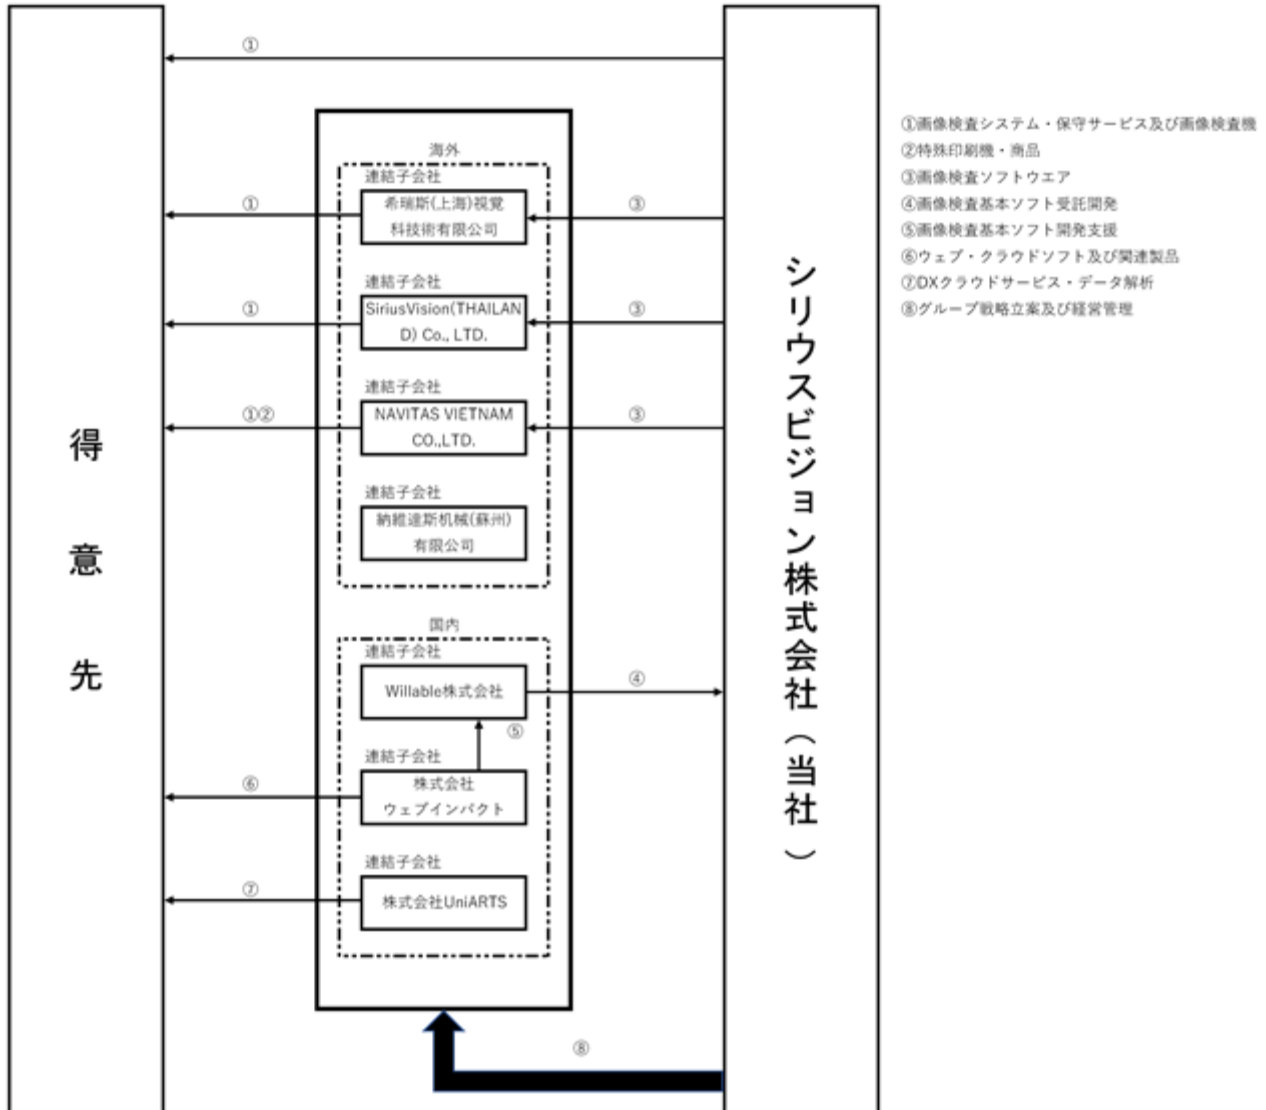 ①
海外
連結子会社
希瑞斯(上海)視覚
科技術有限公司
①
③
連結子会社
SiriusVision(THAILAN
D) Co., LTD.
①
③
連結子会社
NAVITAS VIETNAM
CO.,LTD.
①②
③
連結子会社
納維達斯机械(蘇州)
有限公司
国内
連結子会社
Willable株式会社
④
⑤
連結子会社
株式会社
ウェブインパクト
⑥
連結子会社
株式会社UniARTS
⑦
⑧
得意先
シリウスビジョン株式会社（当社）
①画像検査システム・保守サービス及び画像検査機
②特殊印刷機・商品
③画像検査ソフトウエア
④画像検査基本ソフト受託開発
⑤画像検査基本ソフト開発支援
⑥ウェブ・クラウドソフト及び関連製品
⑦DXクラウドサービス・データ解析
⑧グループ戦略立案及び経営管理